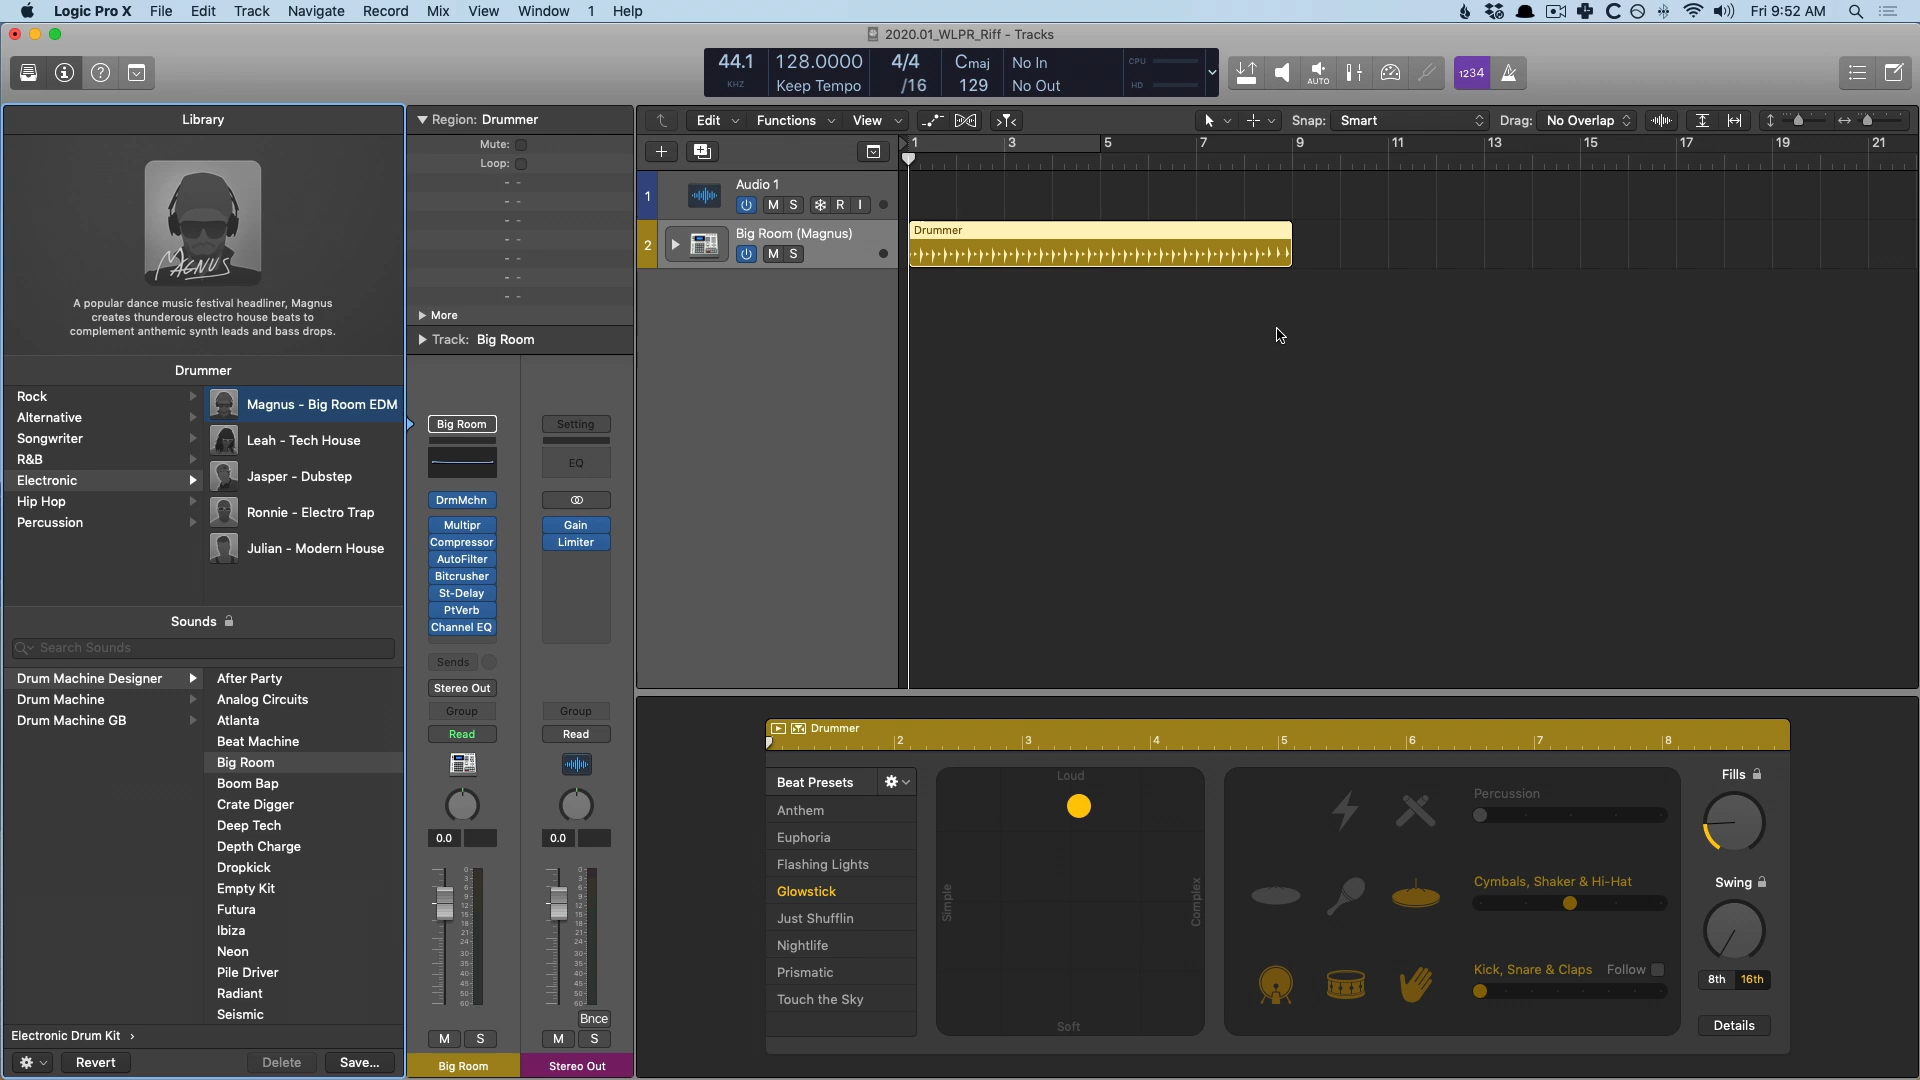 Logic Pro X File Edit Track Navigate Record Mix View Window 1 Help
Fri 9:52 AM
2020.01_WLPR_Riff - Tracks
44.1 128.0000 4/4 Cmaj No In CPU
KHZ Keep Tempo /16 129 No Out HD
AUTO
1234
Library
MAGNUS
A popular dance music festival headliner, Magnus
creates thunderous electro house beats to
complement anthemic synth leads and bass drops.
Drummer
Rock
Alternative
Songwriter
R&B
Electronic
Hip Hop
Percussion
Magnus - Big Room EDM
Leah - Tech House
Jasper - Dubstep
Ronnie - Electro Trap
Julian - Modern House
Sounds
Search Sounds
Drum Machine Designer
Drum Machine
Drum Machine GB
After Party
Analog Circuits
Atlanta
Beat Machine
Big Room
Boom Bap
Crate Digger
Deep Tech
Depth Charge
Dropkick
Empty Kit
Futura
Ibiza
Neon
Pile Driver
Radiant
Seismic
Electronic Drum Kit ›
Revert Delete Save...
Region: Drummer
Mute:
Loop:
- -
- -
- -
- -
- -
- -
- -
More
Track: Big Room
Big Room
DrmMchn
Multipr
Compressor
AutoFilter
Bitcrusher
St-Delay
PtVerb
Channel EQ
Sends
Stereo Out
Group
Read
0.0
M S
Big Room
Setting
EQ
Gain
Limiter
Group
Read
0.0
Bnce
M S
Stereo Out
Edit Functions View
Snap: Smart Drag: No Overlap
1 3 5 7 9 11 13 15 17 19 21
1 Audio 1
M S R I
2 Big Room (Magnus)
M S
Drummer
Drummer
2 3 4 5 6 7 8
Beat Presets
Anthem
Euphoria
Flashing Lights
Glowstick
Just Shufflin
Nightlife
Prismatic
Touch the Sky
Loud
Simple
Complex
Soft
Percussion
Cymbals, Shaker & Hi-Hat
Kick, Snare & Claps Follow
Fills
Swing
8th 16th
Details